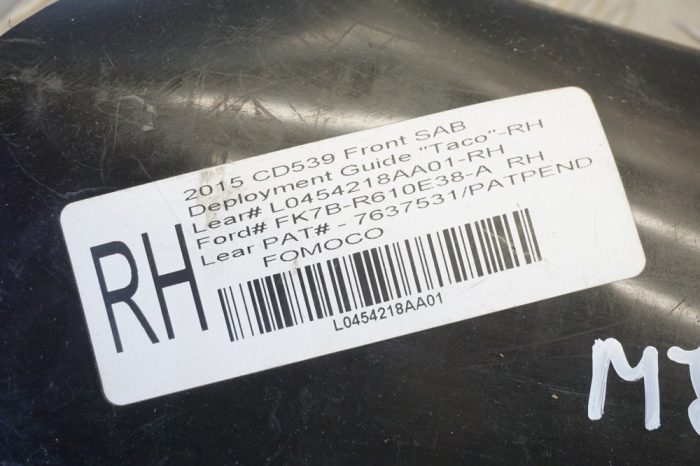 2015 CD539 Front SAB
Deployment Guide "Taco"-RH
Lear# L0454218AA01-RH
Ford# FK7B-R610E38-A RH
Lear PAT# - 7637531/PATPEND
FOMOCO
RH
L0454218AA01